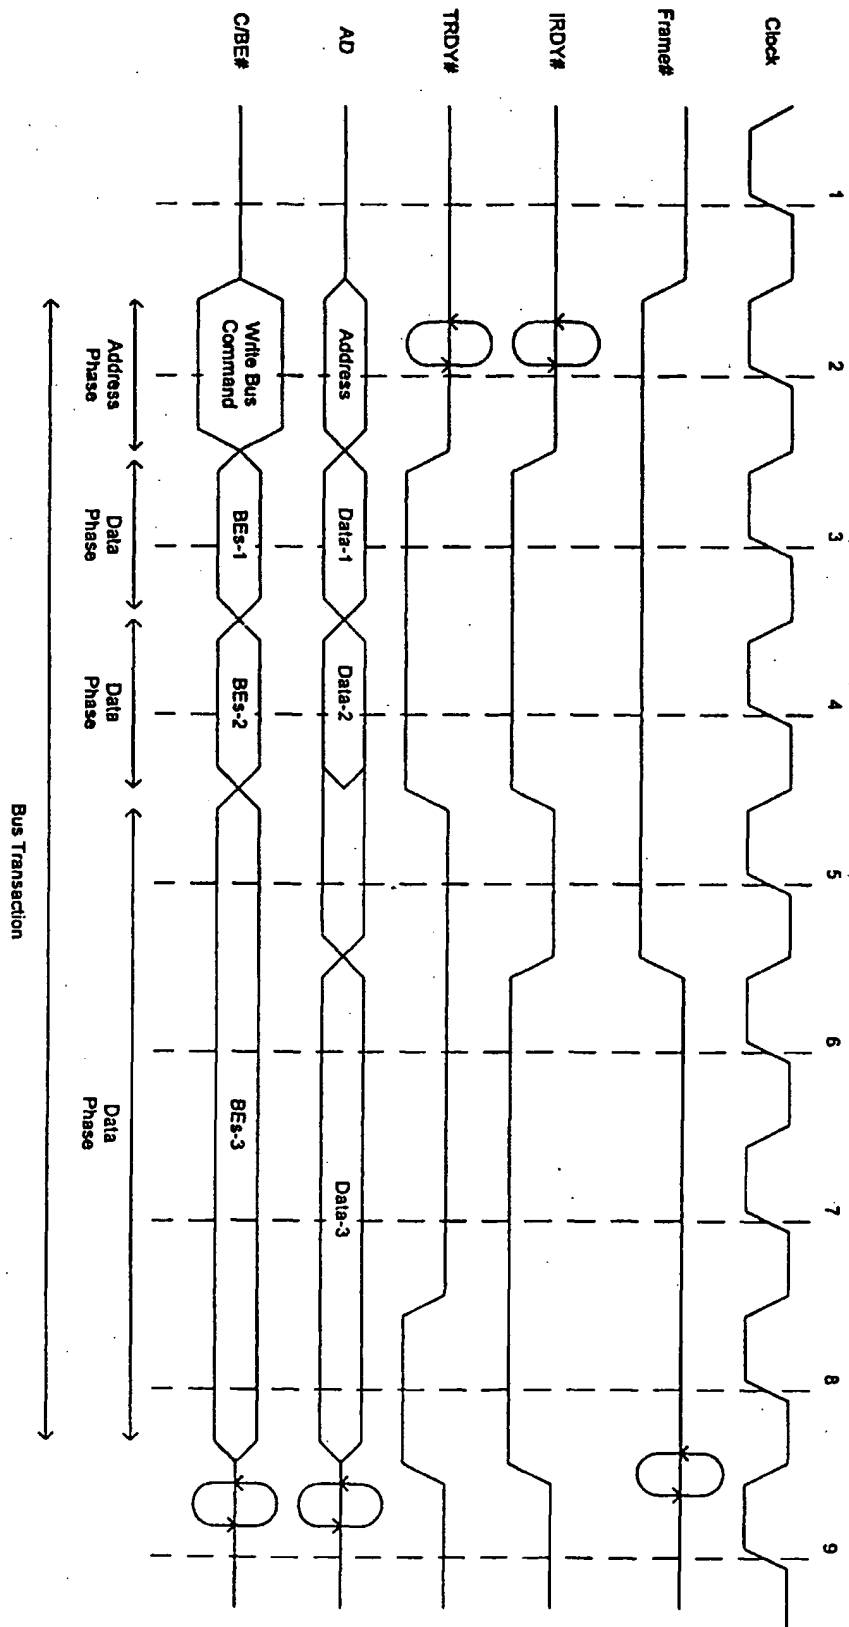 1 2 3 4 5 6 7 8 9
Clock
Frame#
IRDY#
TRDY#
AD
Address
Data-1
Data-2
Data-3
C/BE#
Write Bus
Command
BEs-1
BEs-2
BEs-3
Address
Phase
Data
Phase
Data
Phase
Data
Phase
Bus Transaction